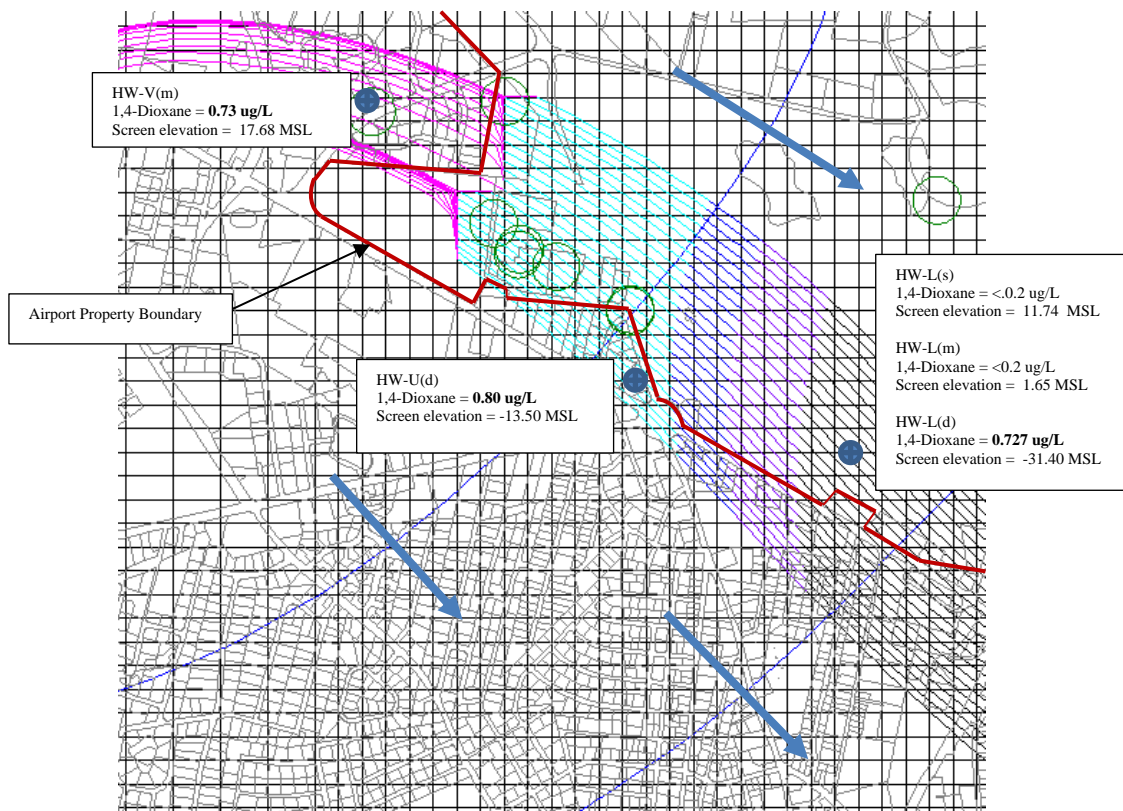 HW-V(m)
1,4-Dioxane = 0.73 ug/L
Screen elevation = 17.68 MSL
HW-L(s)
1,4-Dioxane = <.0.2 ug/L
Screen elevation = 11.74 MSL
HW-L(m)
1,4-Dioxane = <0.2 ug/L
Screen elevation = 1.65 MSL
HW-L(d)
1,4-Dioxane = 0.727 ug/L
Screen elevation = -31.40 MSL
Airport Property Boundary
HW-U(d)
1,4-Dioxane = 0.80 ug/L
Screen elevation = -13.50 MSL